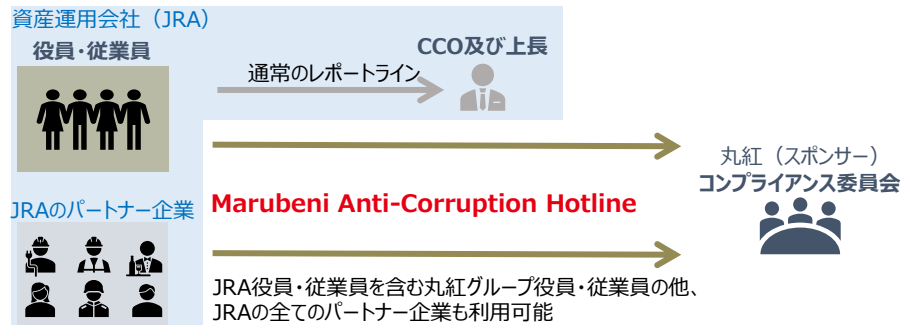 資産運用会社（JRA）
役員・従業員
CCO及び上長
通常のレポートライン
丸紅（スポンサー）
コンプライアンス委員会
JRAのパートナー企業
Marubeni Anti-Corruption Hotline
JRA役員・従業員を含む丸紅グループ役員・従業員の他、
JRAの全てのパートナー企業も利用可能